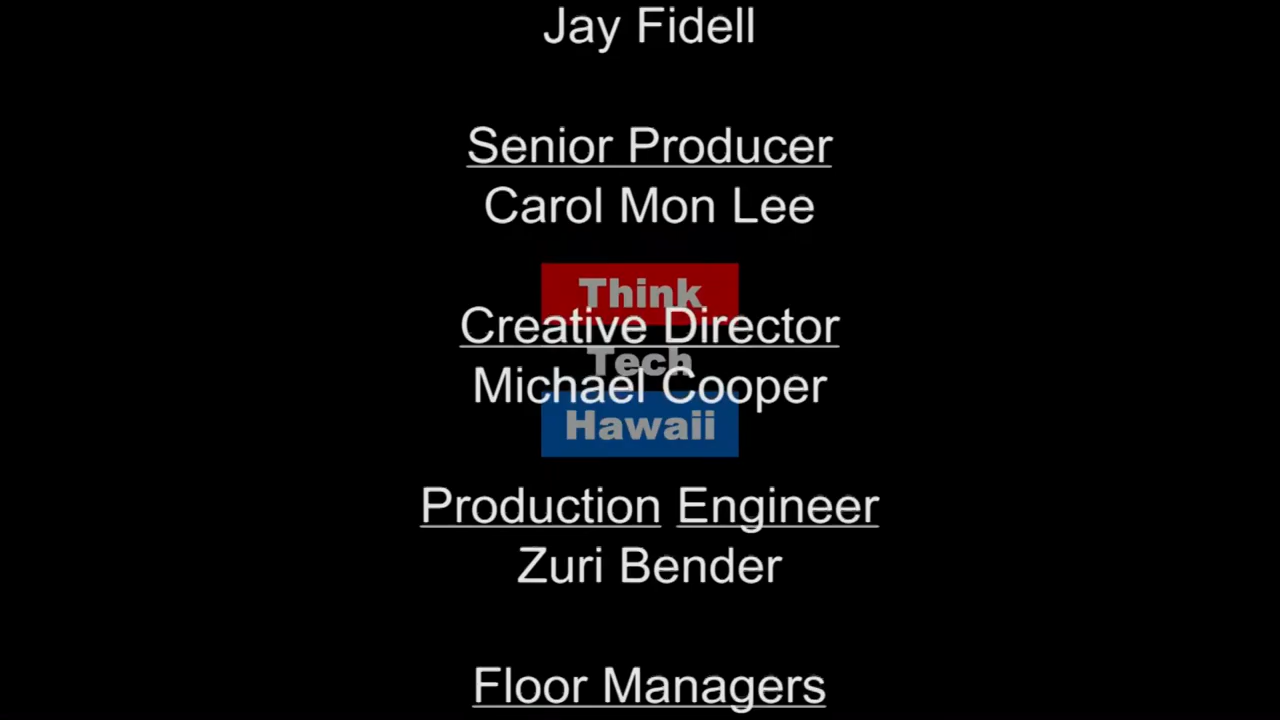 Jay Fidell
Senior Producer
Carol Mon Lee
Think
Creative Director
Tech
Michael Cooper
Hawaii
Production Engineer
Zuri Bender
Floor Managers